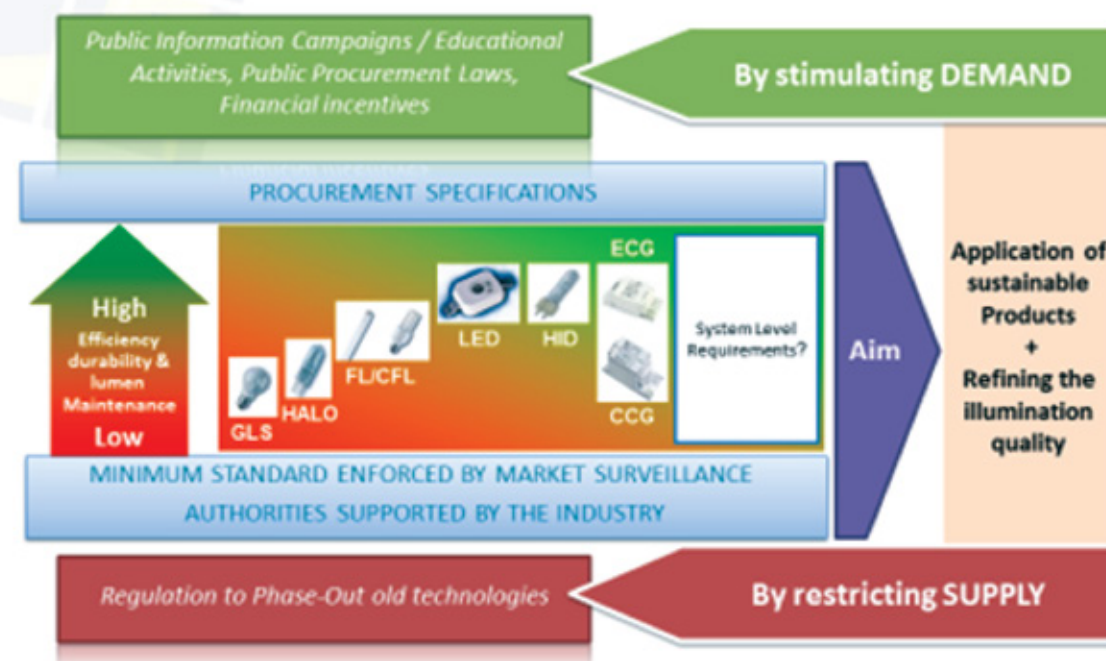 Public Information Campaigns / Educational
Activities, Public Procurement Laws,
Financial incentives
By stimulating DEMAND
PROCUREMENT SPECIFICATIONS
High
Efficiency
durability &
lumen
Maintenance
Low
GLS
HALO
FL/CFL
LED
HID
ECG
CCG
System Level
Requirements?
Aim
Application of
sustainable
Products
+
Refining the
illumination
quality
MINIMUM STANDARD ENFORCED BY MARKET SURVEILLANCE
AUTHORITIES SUPPORTED BY THE INDUSTRY
Regulation to Phase-Out old technologies
By restricting SUPPLY